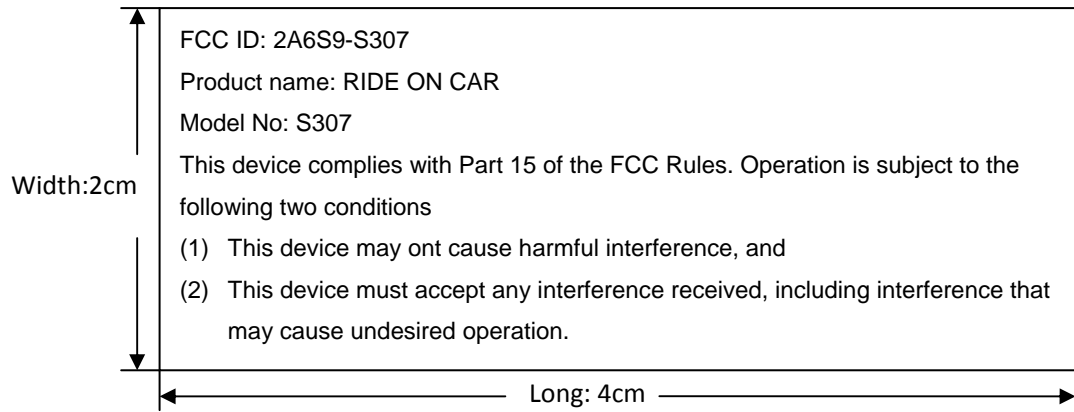 FCC ID: 2A6S9-S307
Product name: RIDE ON CAR
Model No: S307
This device complies with Part 15 of the FCC Rules. Operation is subject to the
following two conditions
(1) This device may ont cause harmful interference, and
(2) This device must accept any interference received, including interference that
may cause undesired operation.
Width:2cm
Long: 4cm